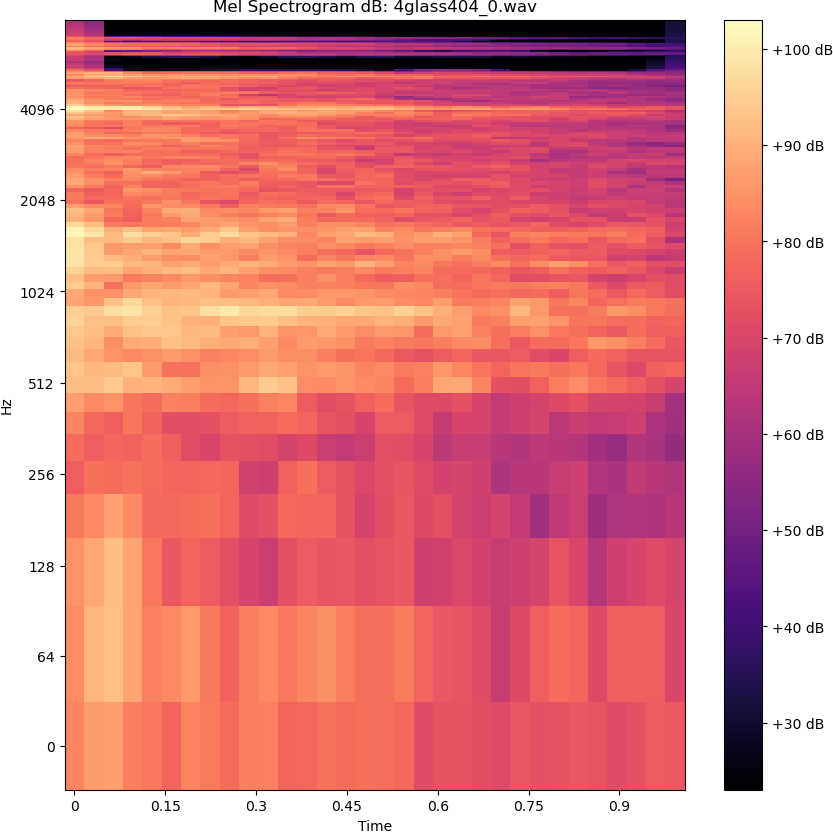 Mel Spectrogram dB: 4glass404_0.wav
Hz
4096
2048
1024
512
256
128
64
0
0 0.15 0.3 0.45 0.6 0.75 0.9
Time
+100 dB
+90 dB
+80 dB
+70 dB
+60 dB
+50 dB
+40 dB
+30 dB